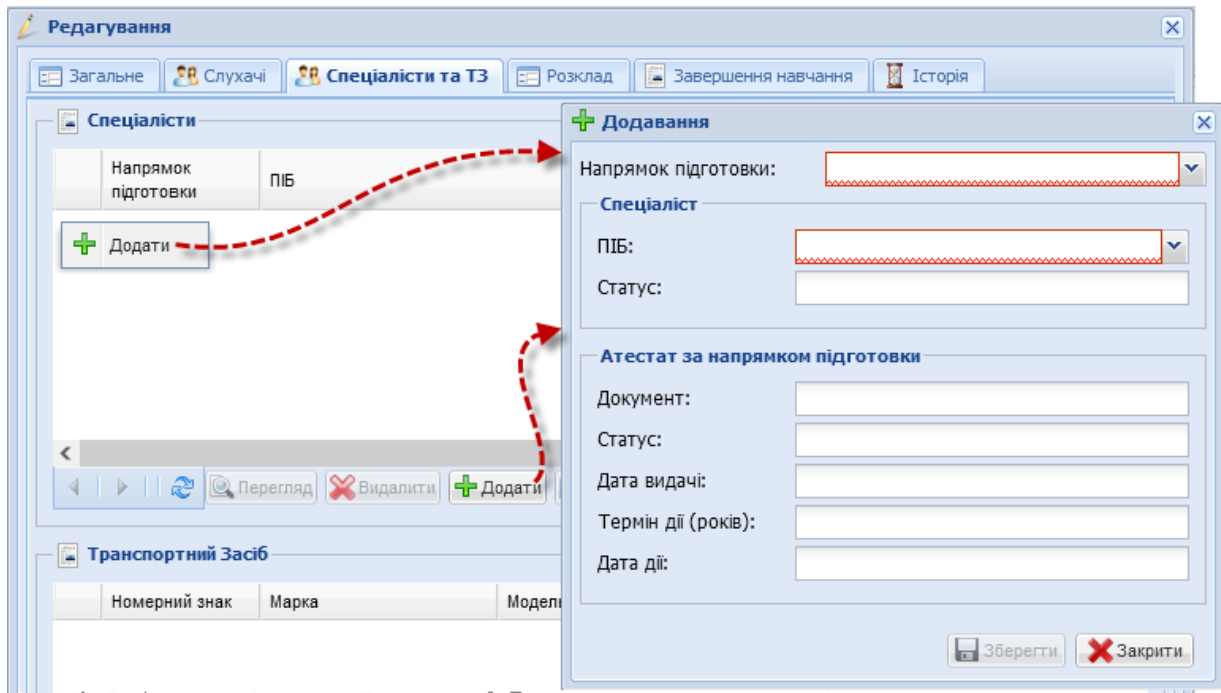 Редагування
Загальне
Слухачі
Спеціалісти та ТЗ
Розклад
Завершення навчання
Історія
Спеціалісти
Напрямок
підготовки
ПІБ
Додати
Перегляд
Видалити
Додати
Транспортний Засіб
Номерний знак
Марка
Додавання
Напрямок підготовки:
Спеціаліст
ПІБ:
Статус:
Атестат за напрямком підготовки
Документ:
Статус:
Дата видачі:
Термін дії (років):
Дата дії:
Зберегти
Закрити